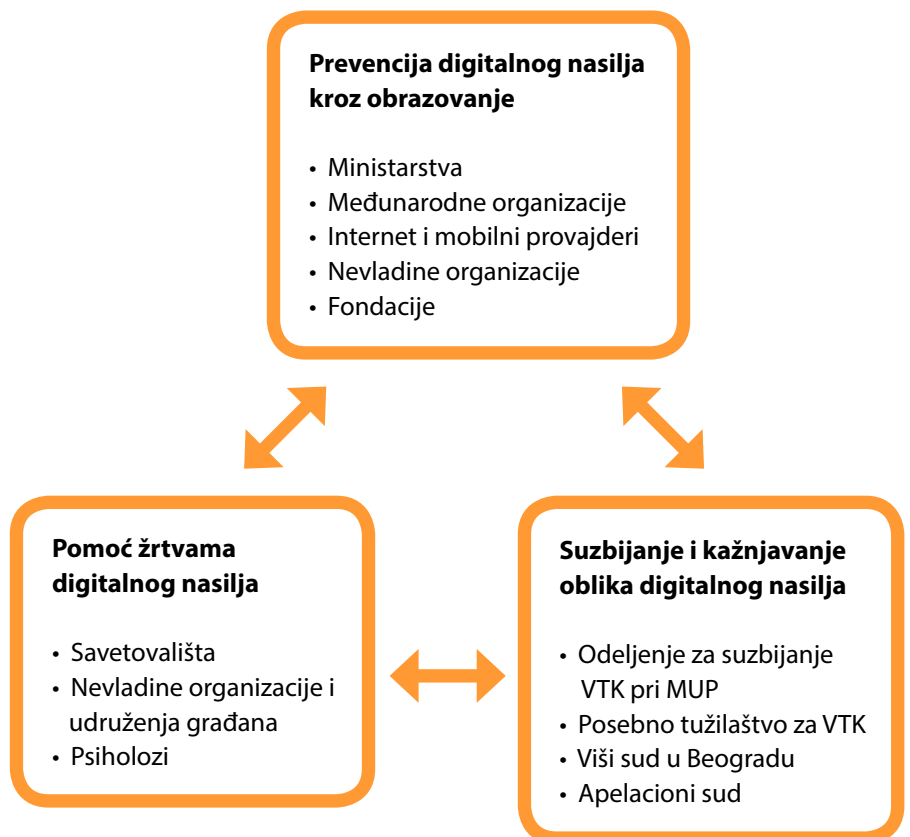 Prevencija digitalnog nasilja
kroz obrazovanje
• Ministarstva
• Međunarodne organizacije
• Internet i mobilni provajderi
• Nevladine organizacije
• Fondacije
Pomoć žrtvama
digitalnog nasilja
• Savetovališta
• Nevladine organizacije i
udruženja građana
• Psiholozi
Suzbijanje i kažnjavanje
oblika digitalnog nasilja
• Odeljenje za suzbijanje
VTK pri MUP
• Posebno tužilaštvo za VTK
• Viši sud u Beogradu
• Apelacioni sud